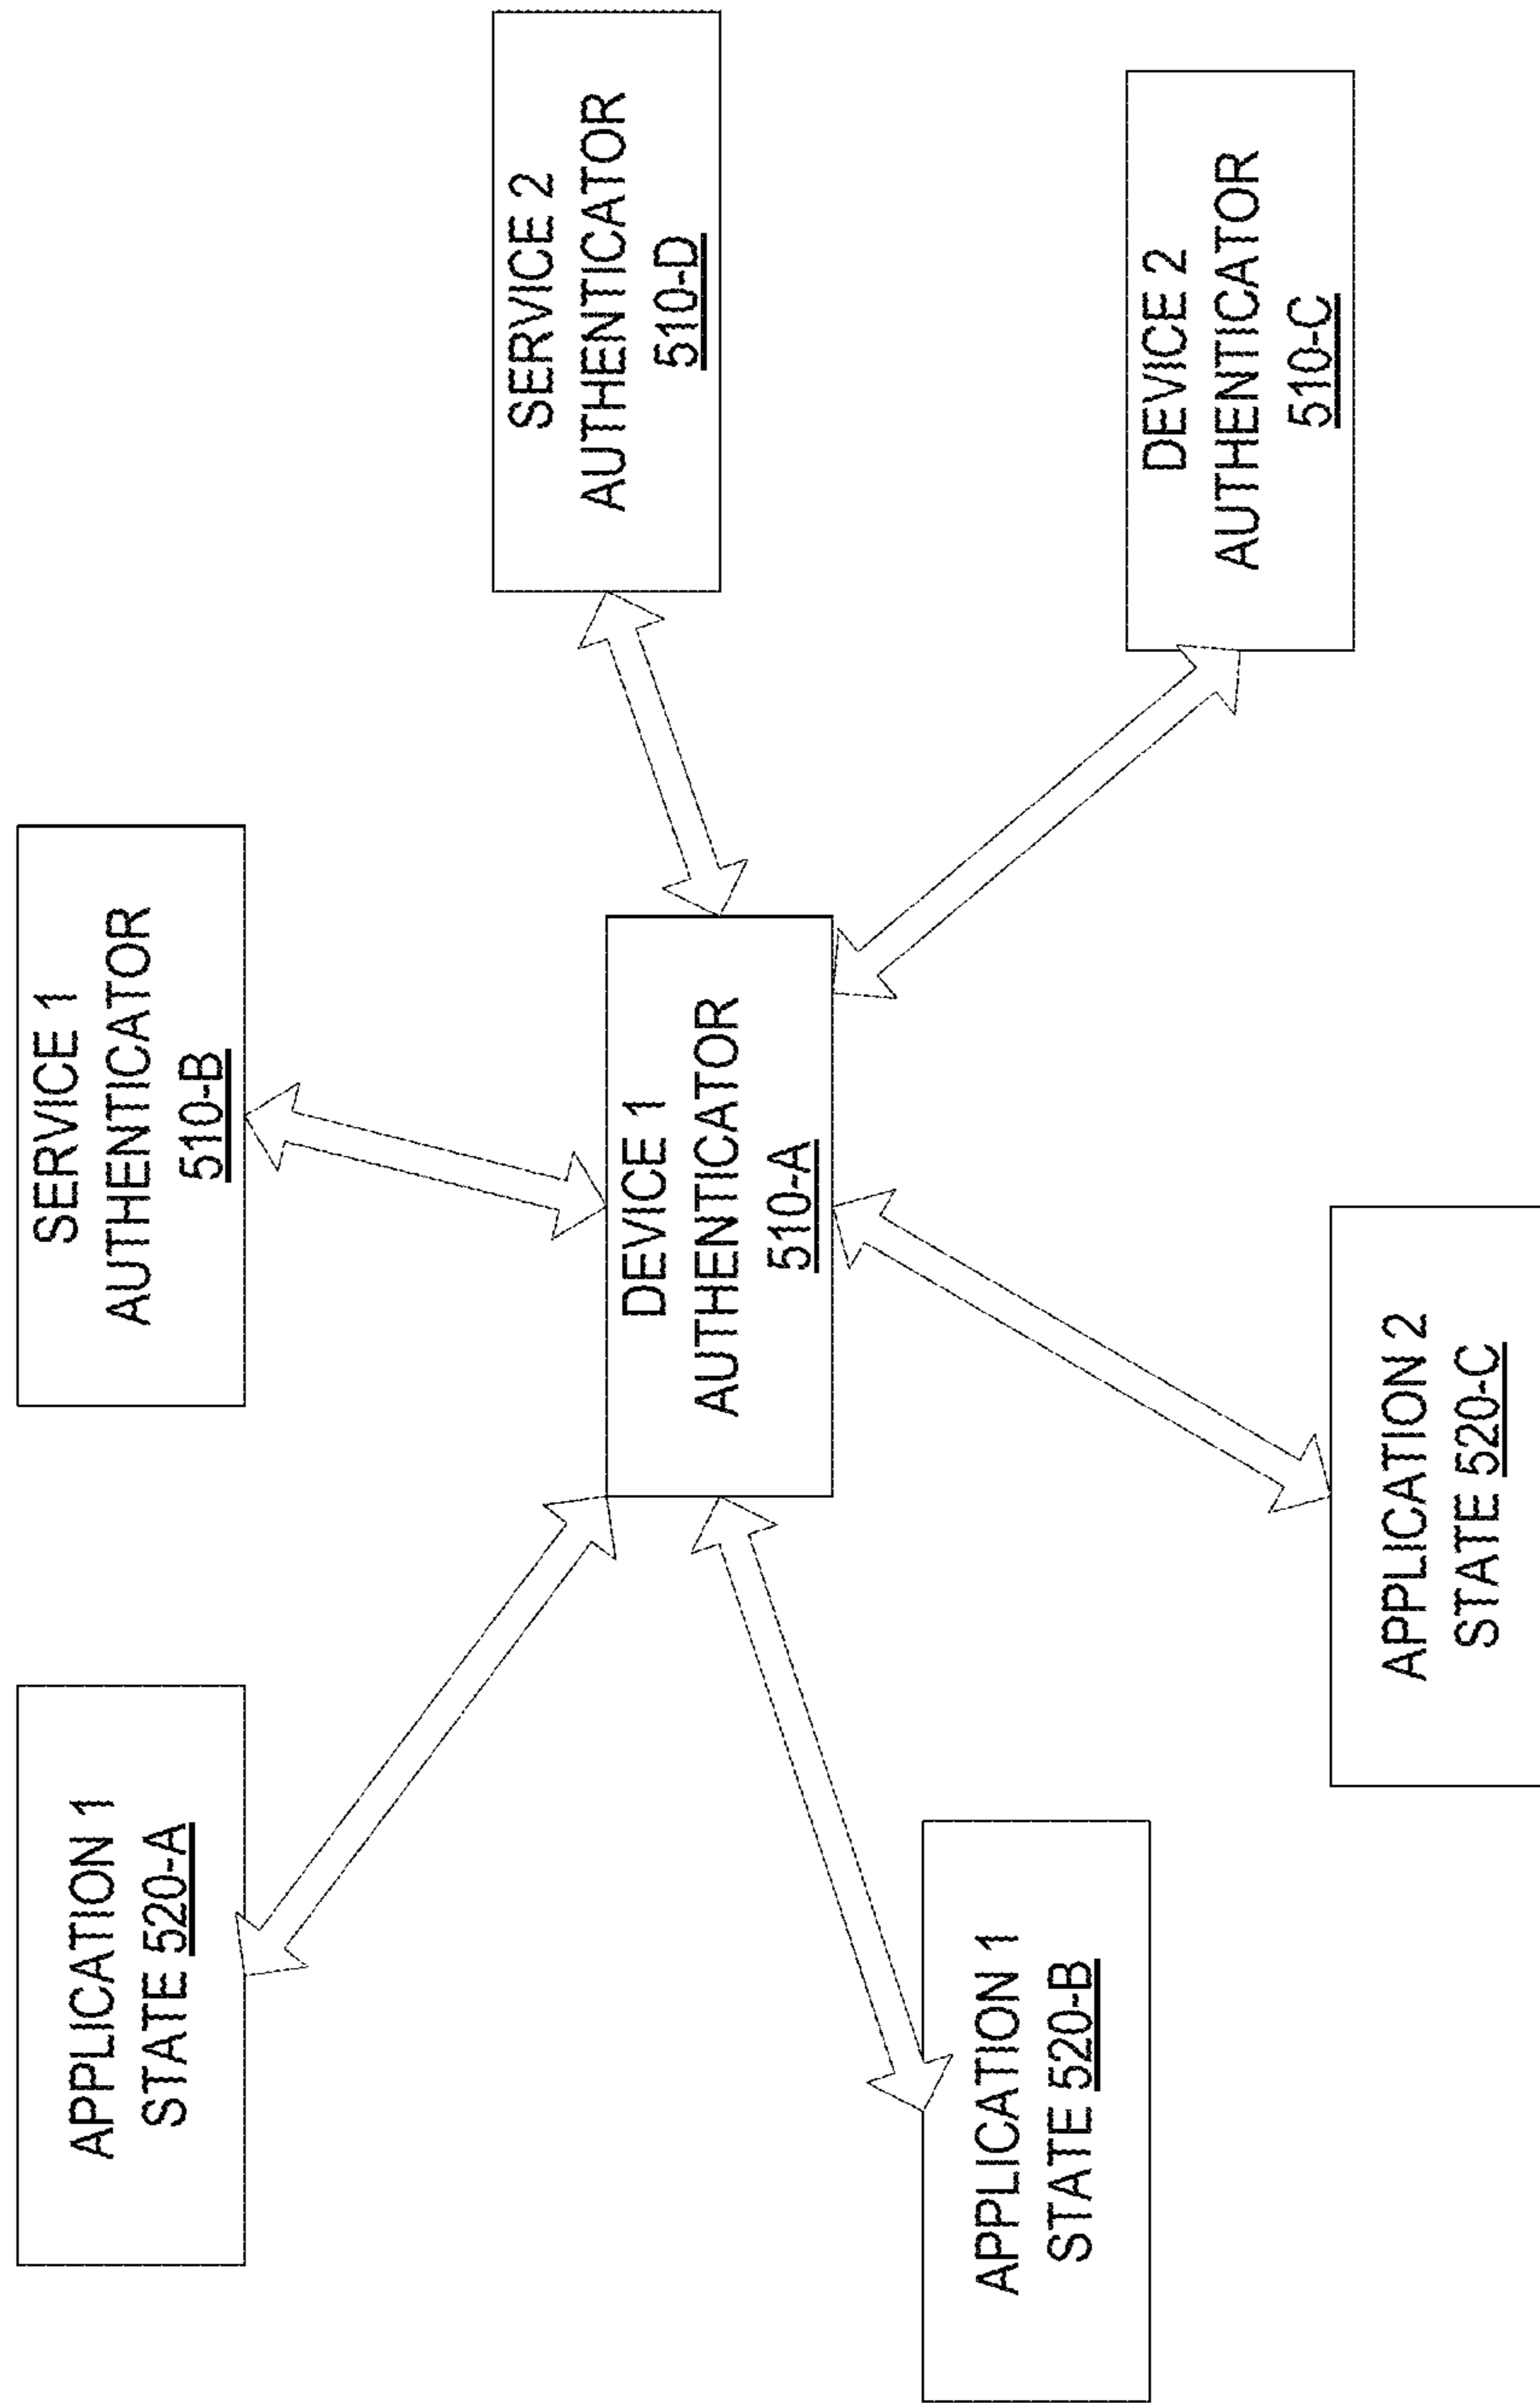 APPLICATION 1
STATE 520-A
SERVICE 1
AUTHENTICATOR
510-B
SERVICE 2
AUTHENTICATOR
510-D
DEVICE 1
AUTHENTICATOR
510-A
APPLICATION 1
STATE 520-B
DEVICE 2
AUTHENTICATOR
510-C
APPLICATION 2
STATE 520-C